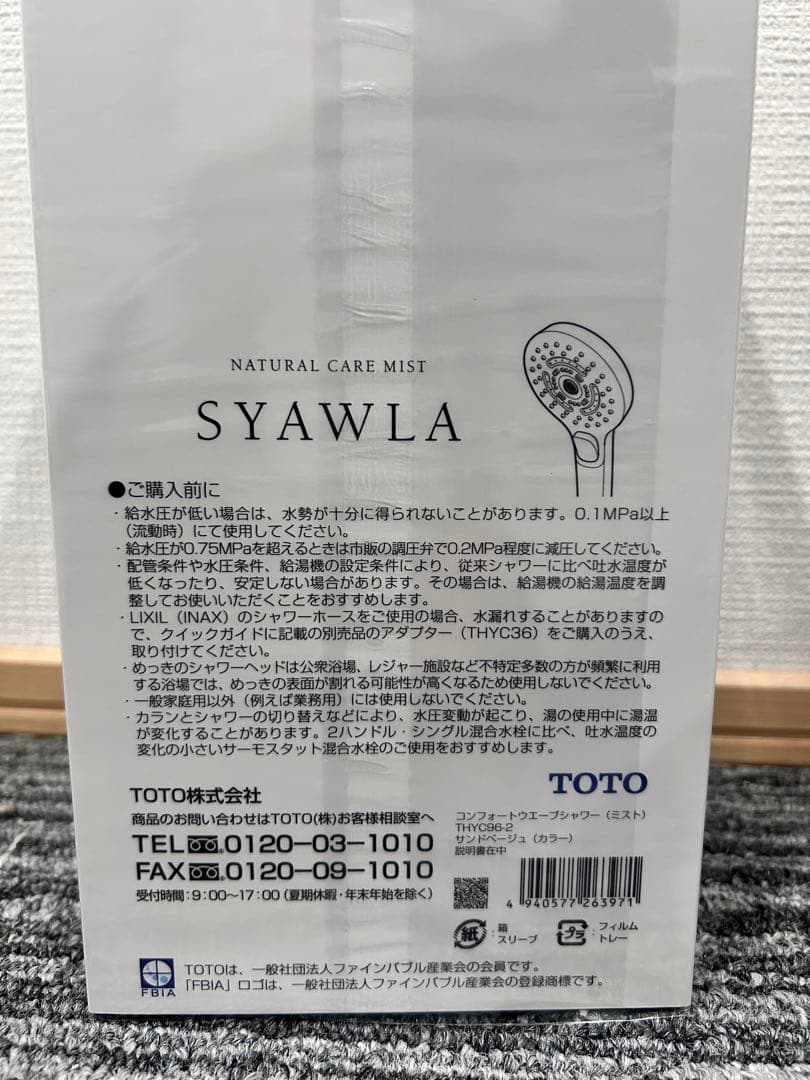 NATURAL CARE MIST
SYAWLA
●ご購入前に
・給水圧が低い場合は、水勢が十分に得られないことがあります。0.1MPa以上
（流動時）にて使用してください。
・給水圧が0.75MPaを超えるときは市販の調圧弁で0.2MPa程度に減圧してください。
・配管条件や水圧条件、給湯機の設定条件により、従来シャワーに比べ吐水温度が
低くなったり、安定しない場合があります。その場合は、給湯機の給湯温度を調
整してお使いいただくことをおすすめします。
・LIXIL（INAX）のシャワーホースをご使用の場合、水漏れすることがありますの
で、クイックガイドに記載の別売品のアダプター（THYC36）をご購入のうえ、
取り付けてください。
・めっきのシャワーヘッドは公衆浴場、レジャー施設など不特定多数の方が頻繁に利用
する浴場では、めっきの表面が割れる可能性が高くなるため使用しないでください。
・一般家庭用以外（例えば業務用）には使用しないでください。
・カランとシャワーの切り替えなどにより、水圧変動が起こり、湯の使用中に湯温
が変化することがあります。2ハンドル・シングル混合水栓に比べ、吐水温度の
変化の小さいサーモスタット混合水栓のご使用をおすすめします。
TOTO株式会社
商品のお問い合わせはTOTO(株)お客様相談室へ
TEL 0120-03-1010
FAX 0120-09-1010
受付時間：9：00～17：00（夏期休暇・年末年始を除く）
TOTO
コンフォートウエーブシャワー（ミスト）
THYC96-2
サンドベージュ（カラー）
説明書在中
4 940577 263971
紙：箱 スリーブ
プラ：フィルム トレー
FBIA
TOTOは、一般社団法人ファインバブル産業会の会員です。
「FBIA」ロゴは、一般社団法人ファインバブル産業会の登録商標です。